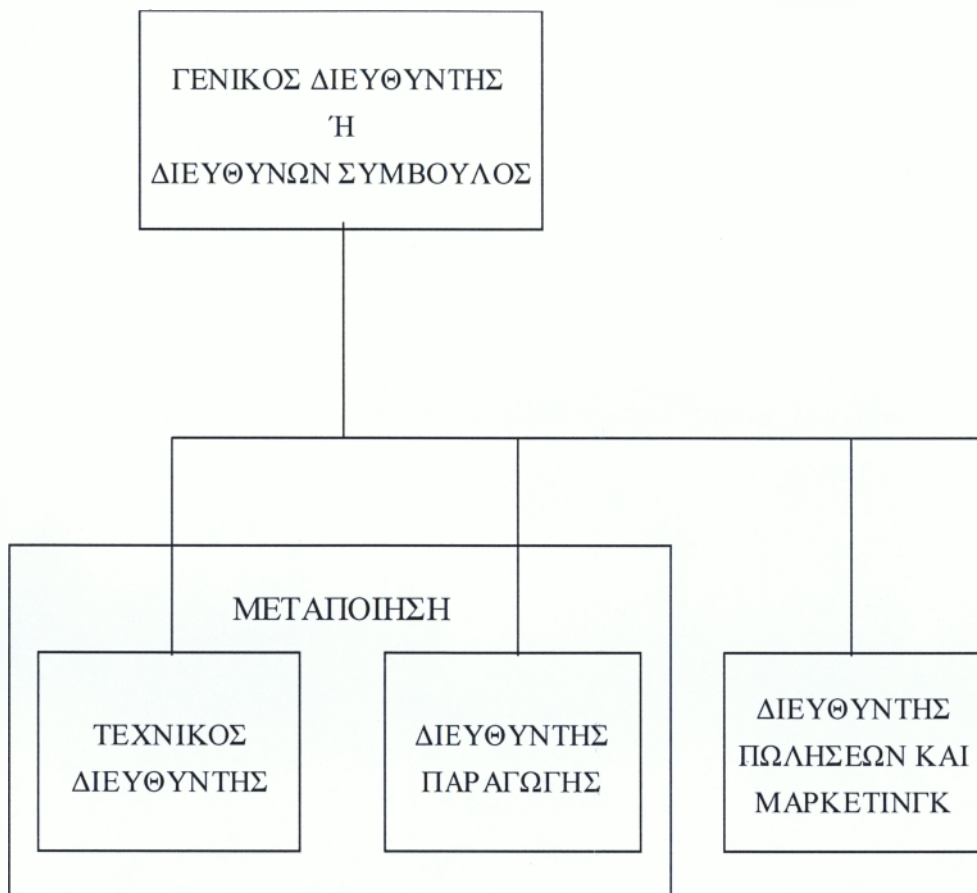 ΓΕΝΙΚΟΣ ΔΙΕΥΘΥΝΤΗΣ
Ή
ΔΙΕΥΘΥΝΩΝ ΣΥΜΒΟΥΛΟΣ
ΜΕΤΑΠΟΙΗΣΗ
ΤΕΧΝΙΚΟΣ
ΔΙΕΥΘΥΝΤΗΣ
ΔΙΕΥΘΥΝΤΗΣ
ΠΑΡΑΓΩΓΗΣ
ΔΙΕΥΘΥΝΤΗΣ
ΠΩΛΗΣΕΩΝ ΚΑΙ
ΜΑΡΚΕΤΙΝΓΚ